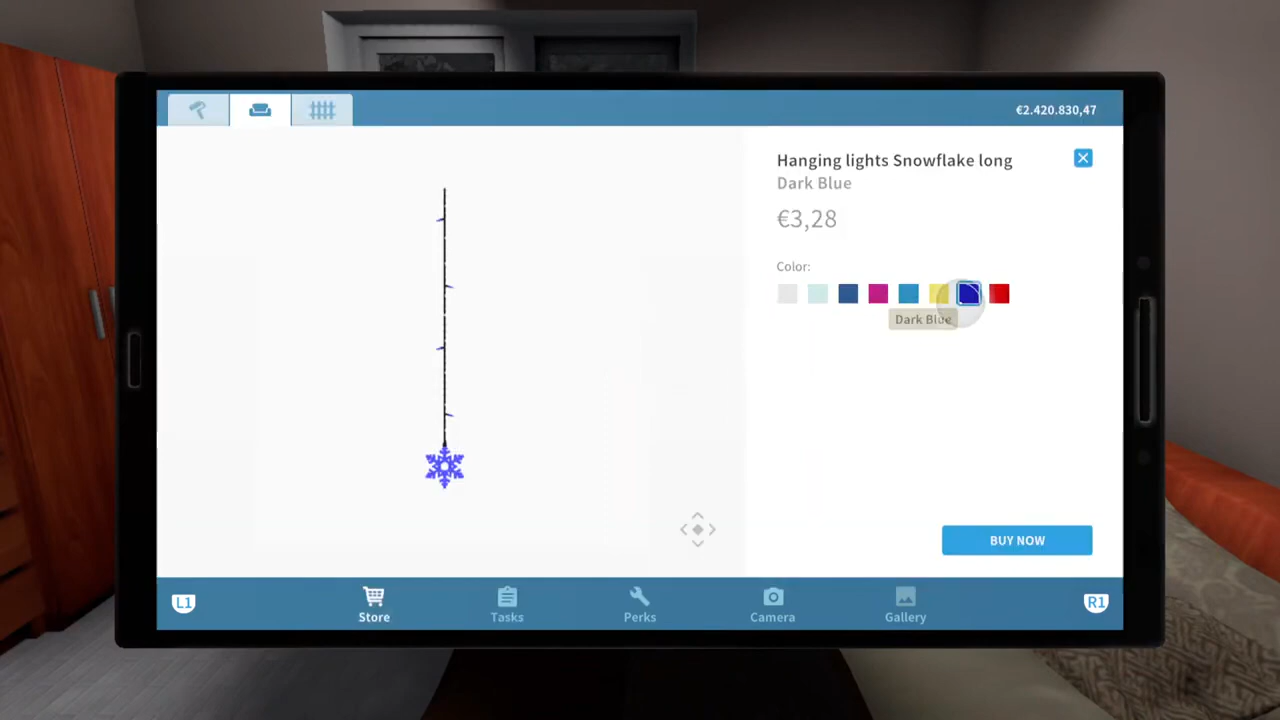 €2.420.830,47
Hanging lights Snowflake long
Dark Blue
€3,28
Color:
Dark Blue
BUY NOW
L1
Store
Tasks
Perks
Camera
Gallery
R1